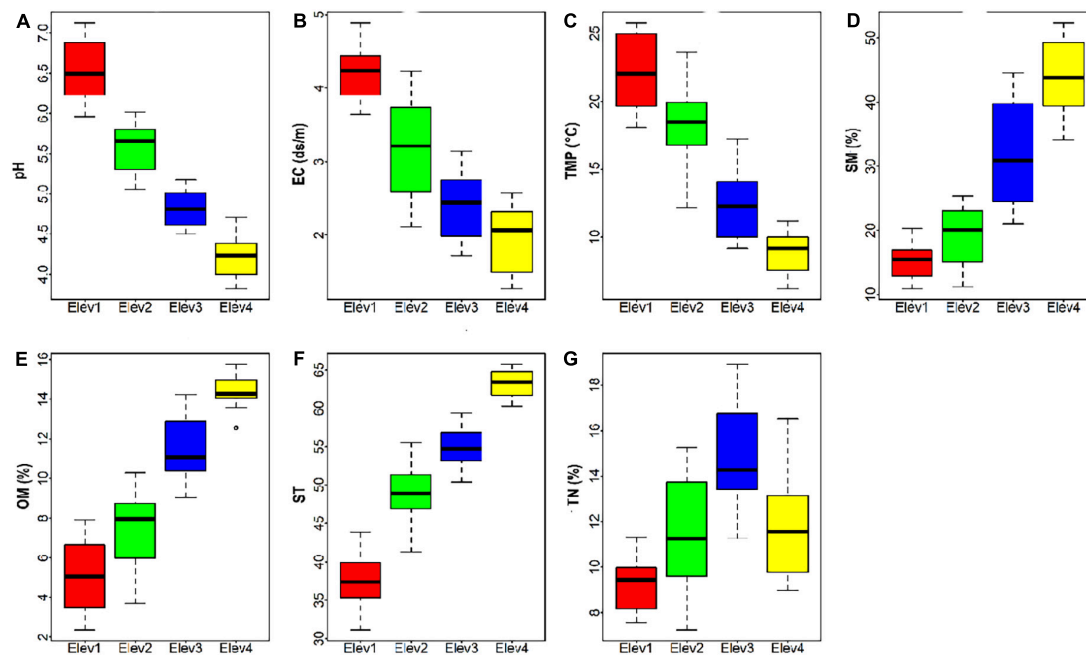 A
pH
7.0
6.5
6.0
5.5
5.0
4.5
4.0
Elev1 Elev2 Elev3 Elev4
B
EC (ds/m)
5
4
3
2
Elev1 Elev2 Elev3 Elev4
C
TMP (°C)
25
20
15
10
Elev1 Elev2 Elev3 Elev4
D
SM (%)
50
40
30
20
10
Elev1 Elev2 Elev3 Elev4
E
OM (%)
16
14
12
10
8
6
4
2
Elev1 Elev2 Elev3 Elev4
F
ST
65
60
55
50
45
40
35
30
Elev1 Elev2 Elev3 Elev4
G
TN (%)
18
16
14
12
10
8
Elev1 Elev2 Elev3 Elev4